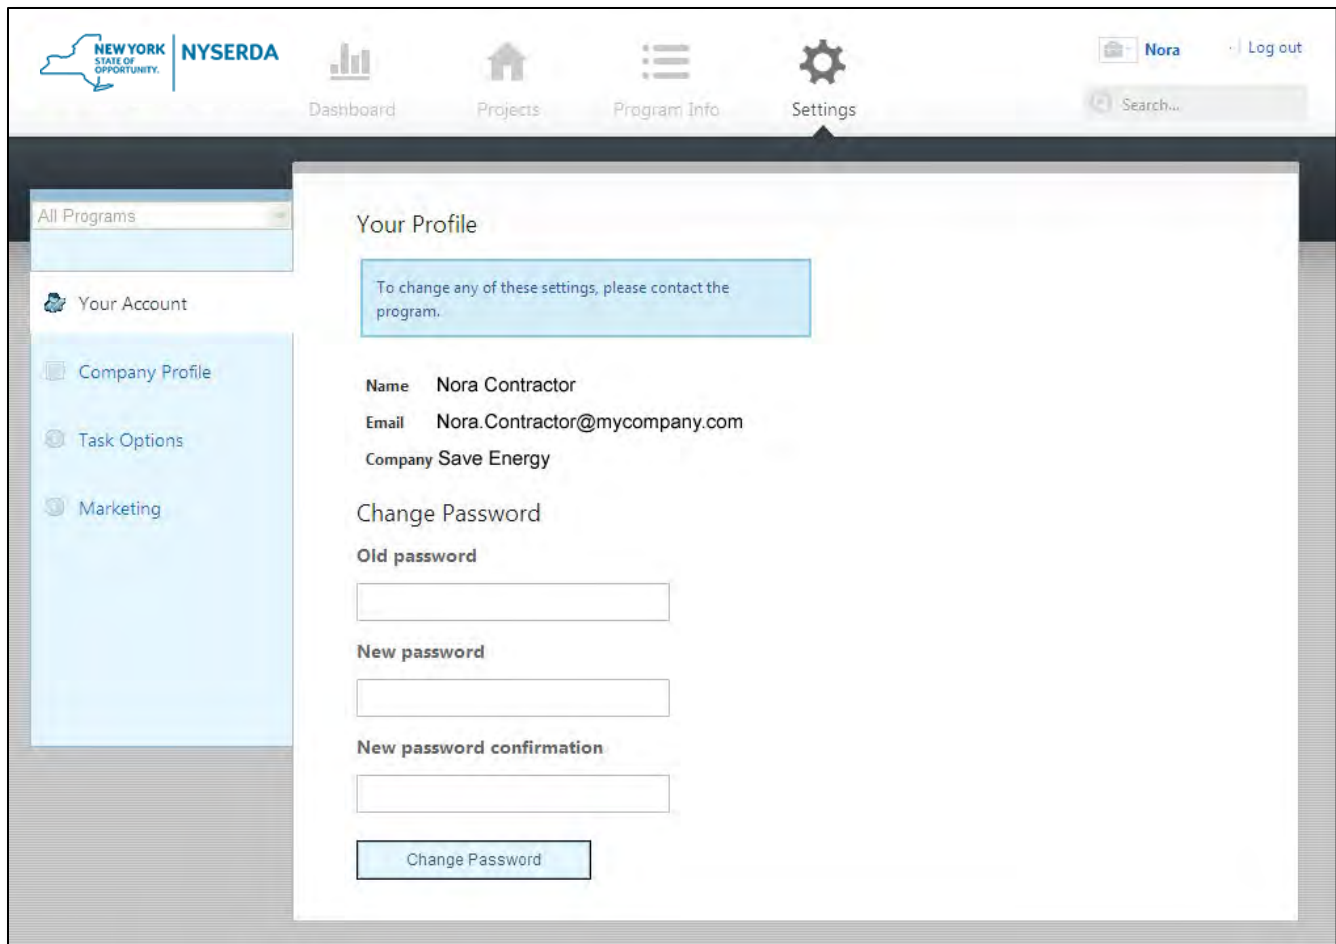 NEW YORK
STATE OF
OPPORTUNITY.
NYSERDA
Dashboard
Projects
Program Info
Settings
Nora
Log out
Search...
All Programs
Your Account
Company Profile
Task Options
Marketing
Your Profile
To change any of these settings, please contact the
program.
Name Nora Contractor
Email Nora.Contractor@mycompany.com
Company Save Energy
Change Password
Old password
New password
New password confirmation
Change Password